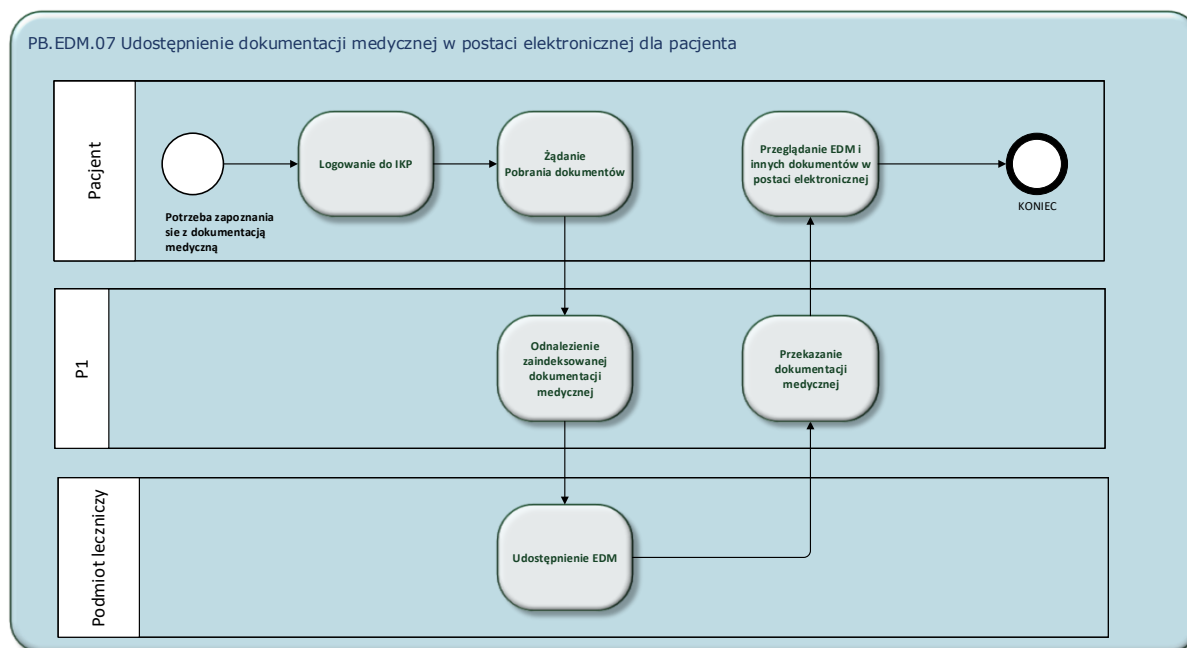 PB.EDM.07 Udostępnienie dokumentacji medycznej w postaci elektronicznej dla pacjenta
Pacjent
Potrzeba zapoznania
sie z dokumentacją
medyczną
Logowanie do IKP
Żądanie
Pobrania dokumentów
Przeglądanie EDM i
innych dokumentów w
postaci elektronicznej
KONIEC
P1
Odnalezienie
zaindeksowanej
dokumentacji
medycznej
Przekazanie
dokumentacji
medycznej
Podmiot leczniczy
Udostępnienie EDM